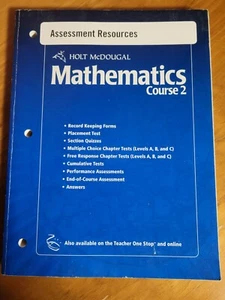 Assessment Resources
HOLT McDOUGAL
Mathematics
Course 2
• Record Keeping Forms
• Placement Test
• Section Quizzes
• Multiple Choice Chapter Tests (Levels A, B, and C)
• Free Response Chapter Tests (Levels A, B, and C)
• Cumulative Tests
• Performance Assessments
• End-of-Course Assessment
• Answers
Also available on the Teacher One Stop and online